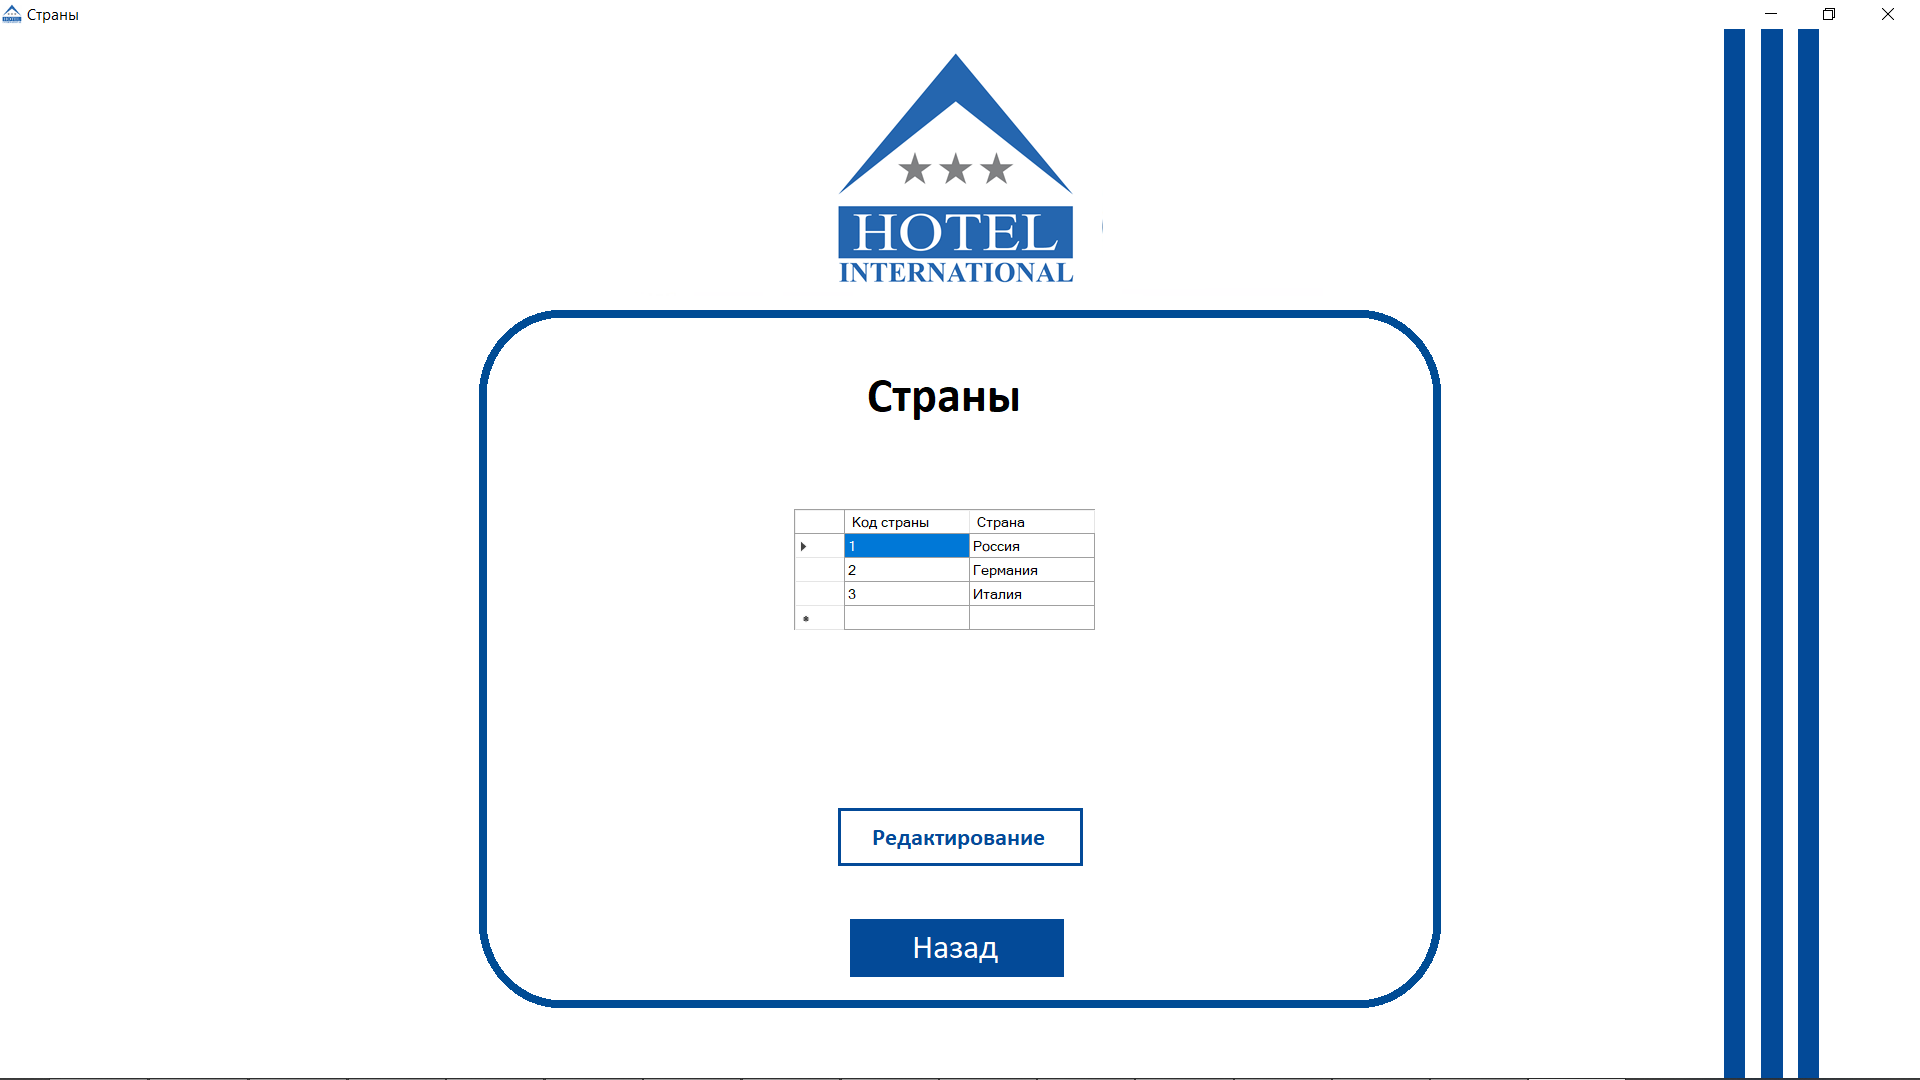 Страны
HOTEL
INTERNATIONAL
Страны
Код страны Страна
1 Россия
2 Германия
3 Италия
Редактирование
Назад